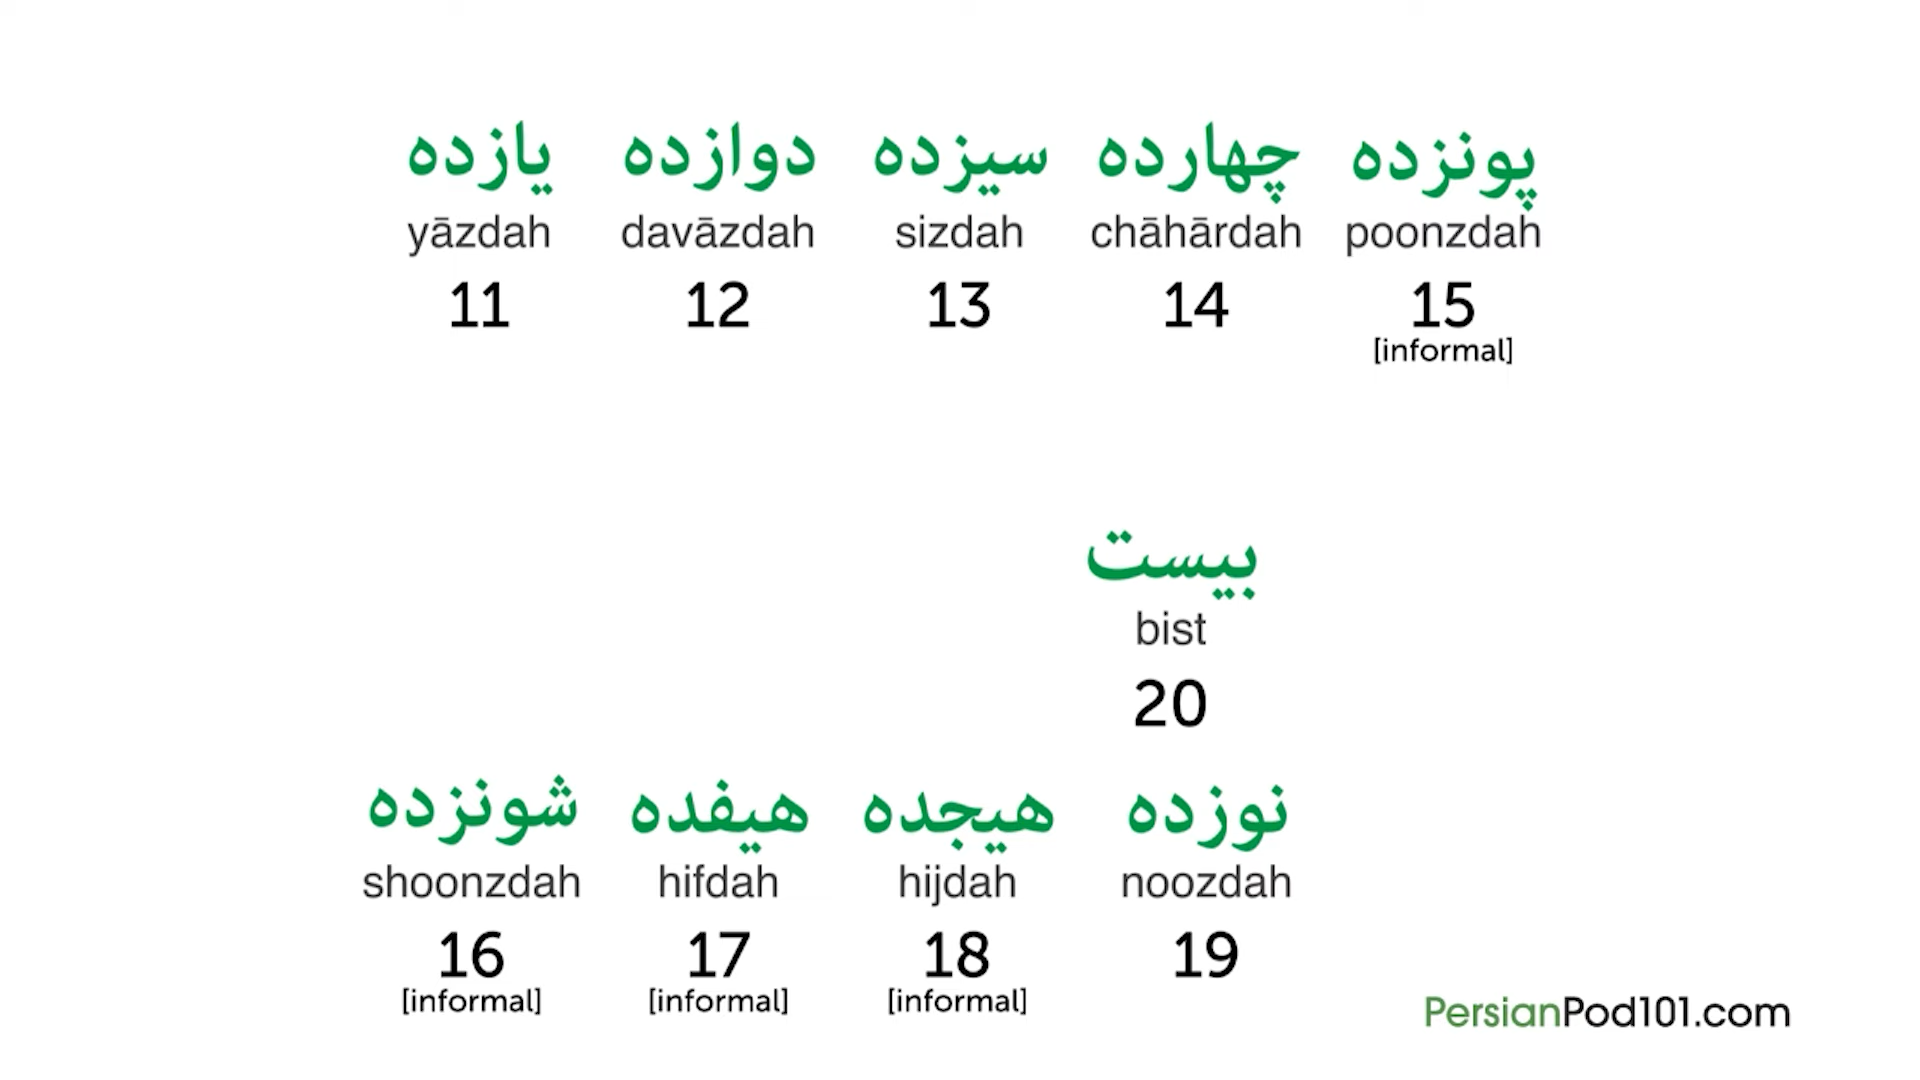 یازده دوازده سیزده چهارده پونزده
yāzdah davāzdah sizdah chāhārdah poonzdah
11 12 13 14 15
[informal]
بیست
bist
20
شونزده هیفده هیجده نوزده
shoonzdah hifdah hijdah noozdah
16 17 18 19
[informal] [informal] [informal]
PersianPod101.com